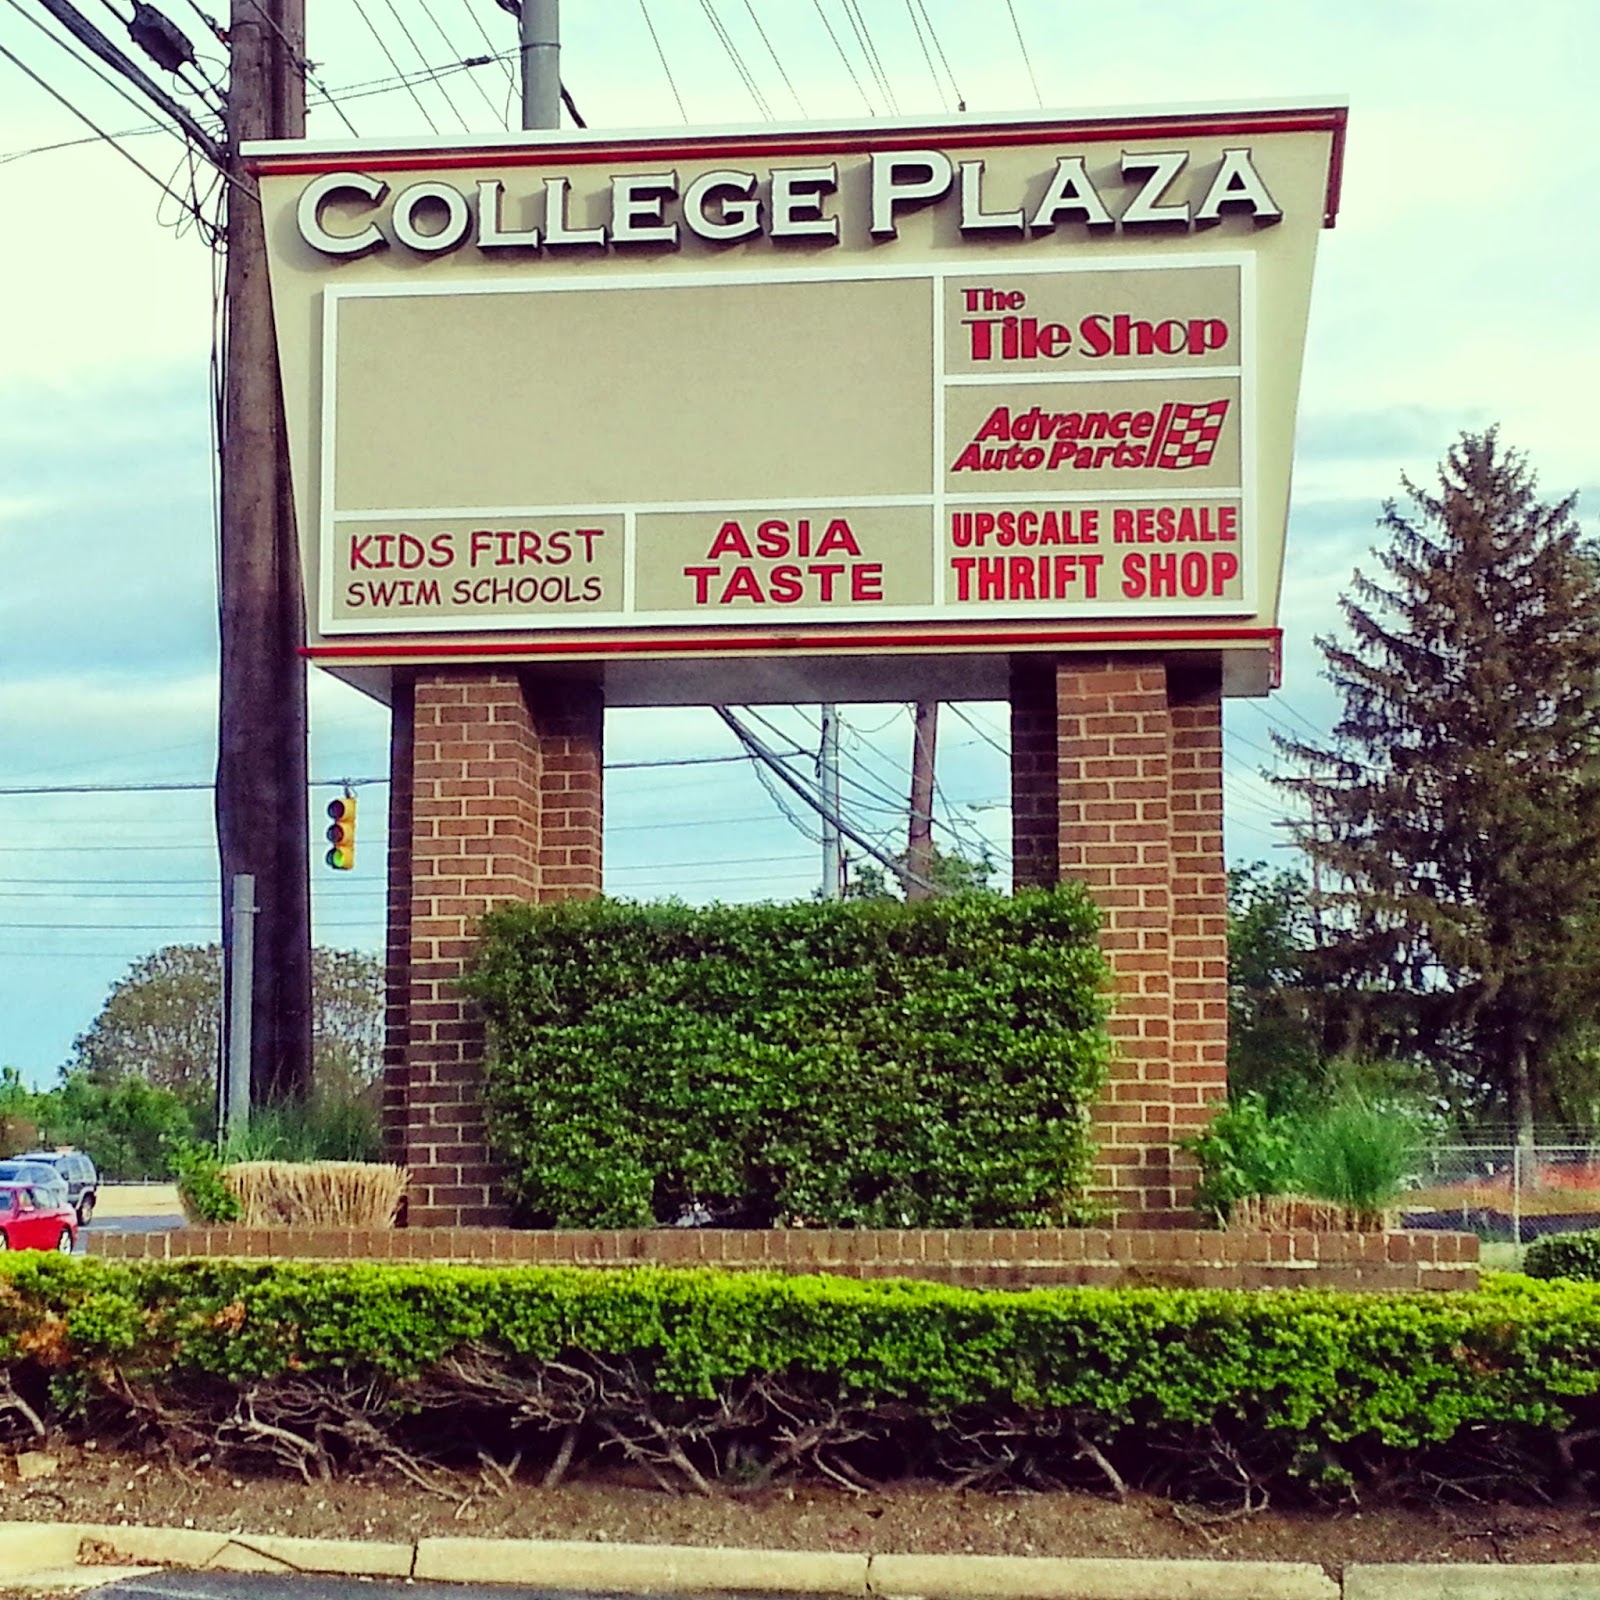 COLLEGE PLAZA
The
Tile Shop
Advance
Auto Parts
KIDS FIRST
SWIM SCHOOLS
ASIA
TASTE
UPSCALE RESALE
THRIFT SHOP